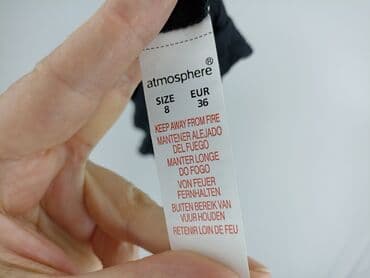 atmosphere®
SIZE EUR
8 36
KEEP AWAY FROM FIRE
MANTENER ALEJADO
DEL FUEGO
MANTER LONGE
DO FOGO
VON FEUER
FERNHALTEN
BUITEN BEREIK VAN
VUUR HOUDEN
RETENIR LOIN DE FEU